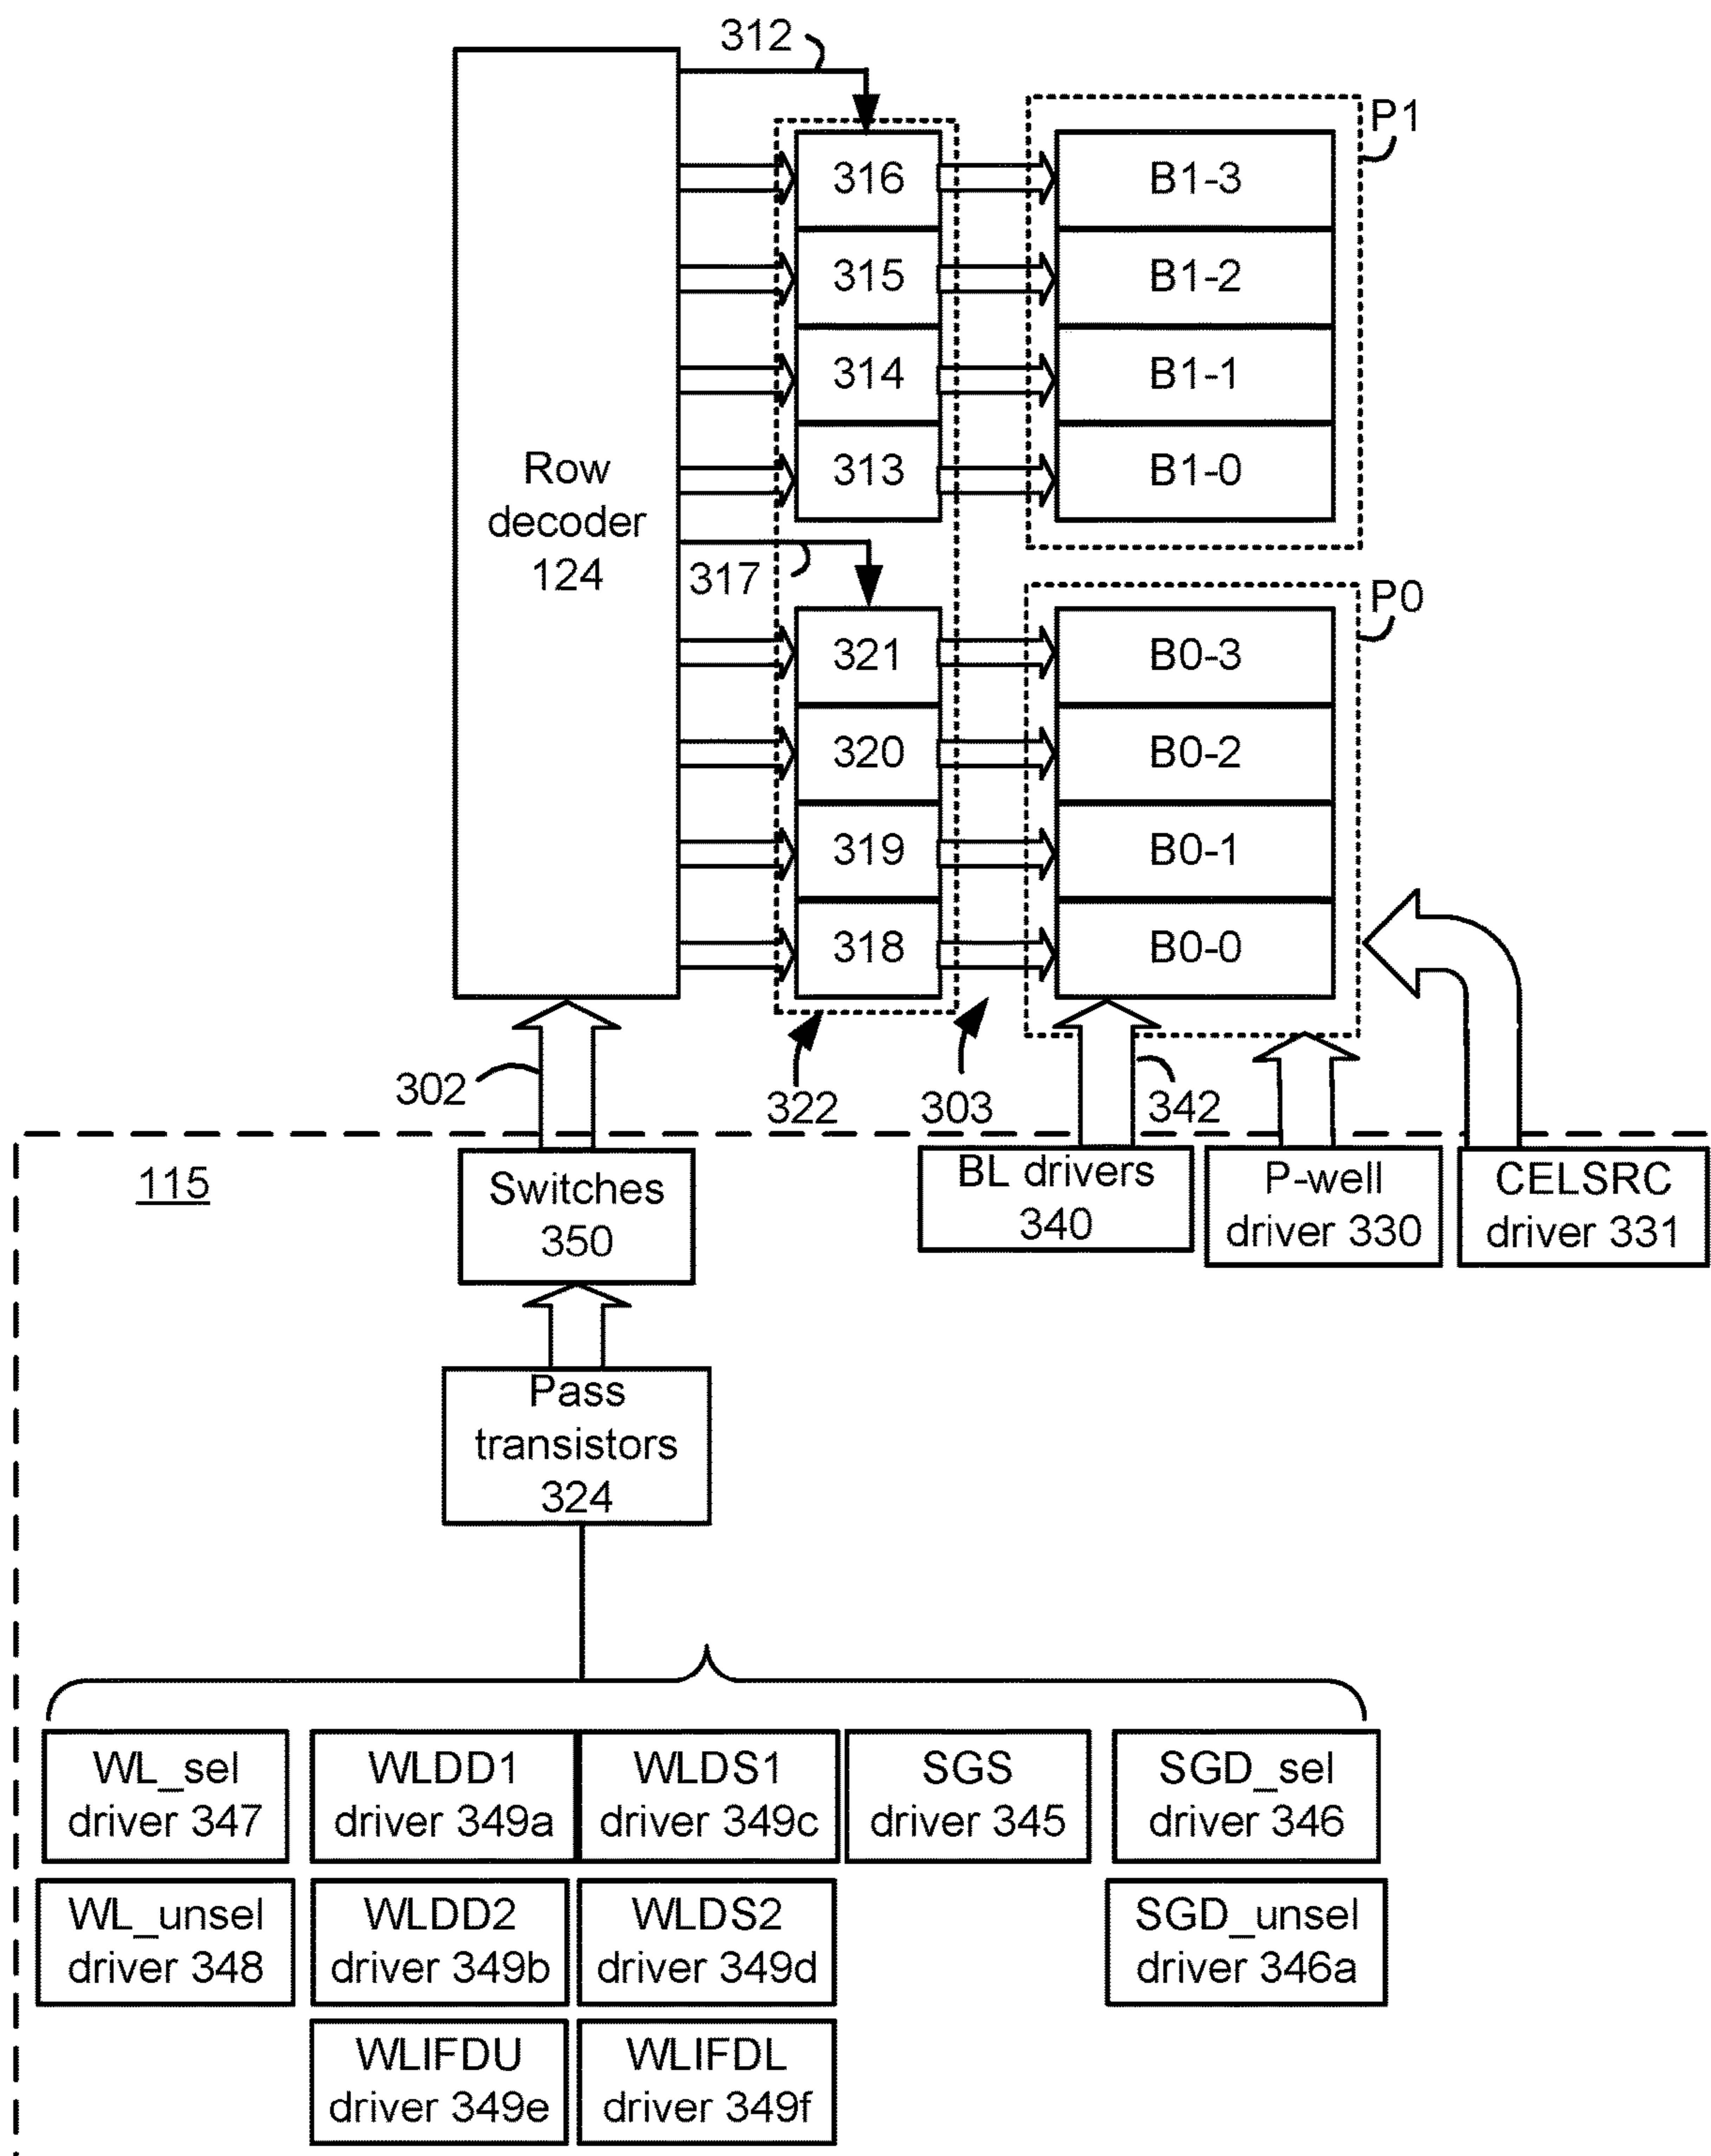 312
P1
316
B1-3
315
B1-2
314
B1-1
313
B1-0
Row
decoder
124
317
P0
321
B0-3
320
B0-2
319
B0-1
318
B0-0
302
322
303
342
115
Switches
350
BL drivers
340
P-well
driver 330
CELSRC
driver 331
Pass
transistors
324
WL_sel
driver 347
WLDD1
driver 349a
WLDS1
driver 349c
SGS
driver 345
SGD_sel
driver 346
WL_unsel
driver 348
WLDD2
driver 349b
WLDS2
driver 349d
SGD_unsel
driver 346a
WLIFDU
driver 349e
WLIFDL
driver 349f